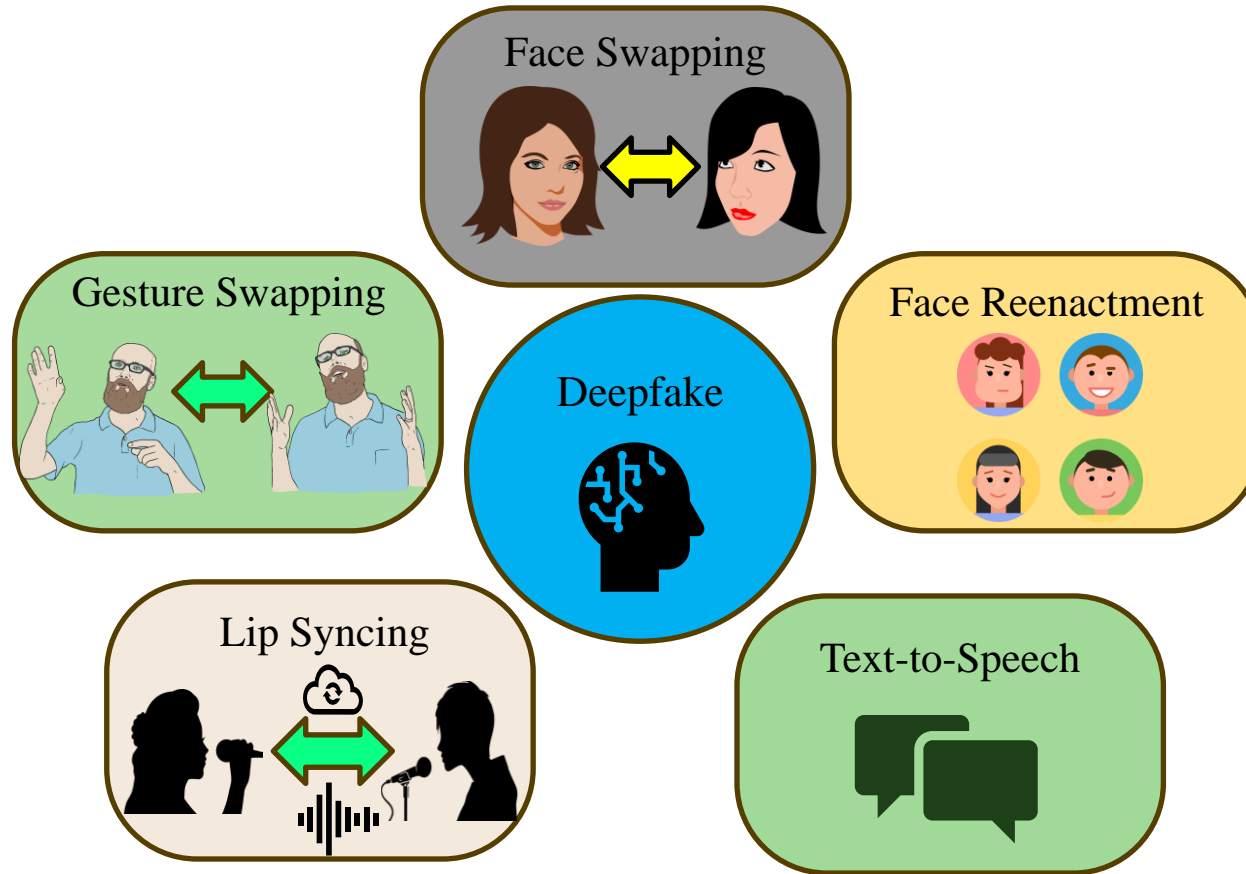 Face Swapping
Gesture Swapping
Face Reenactment
Deepfake
Lip Syncing
Text-to-Speech